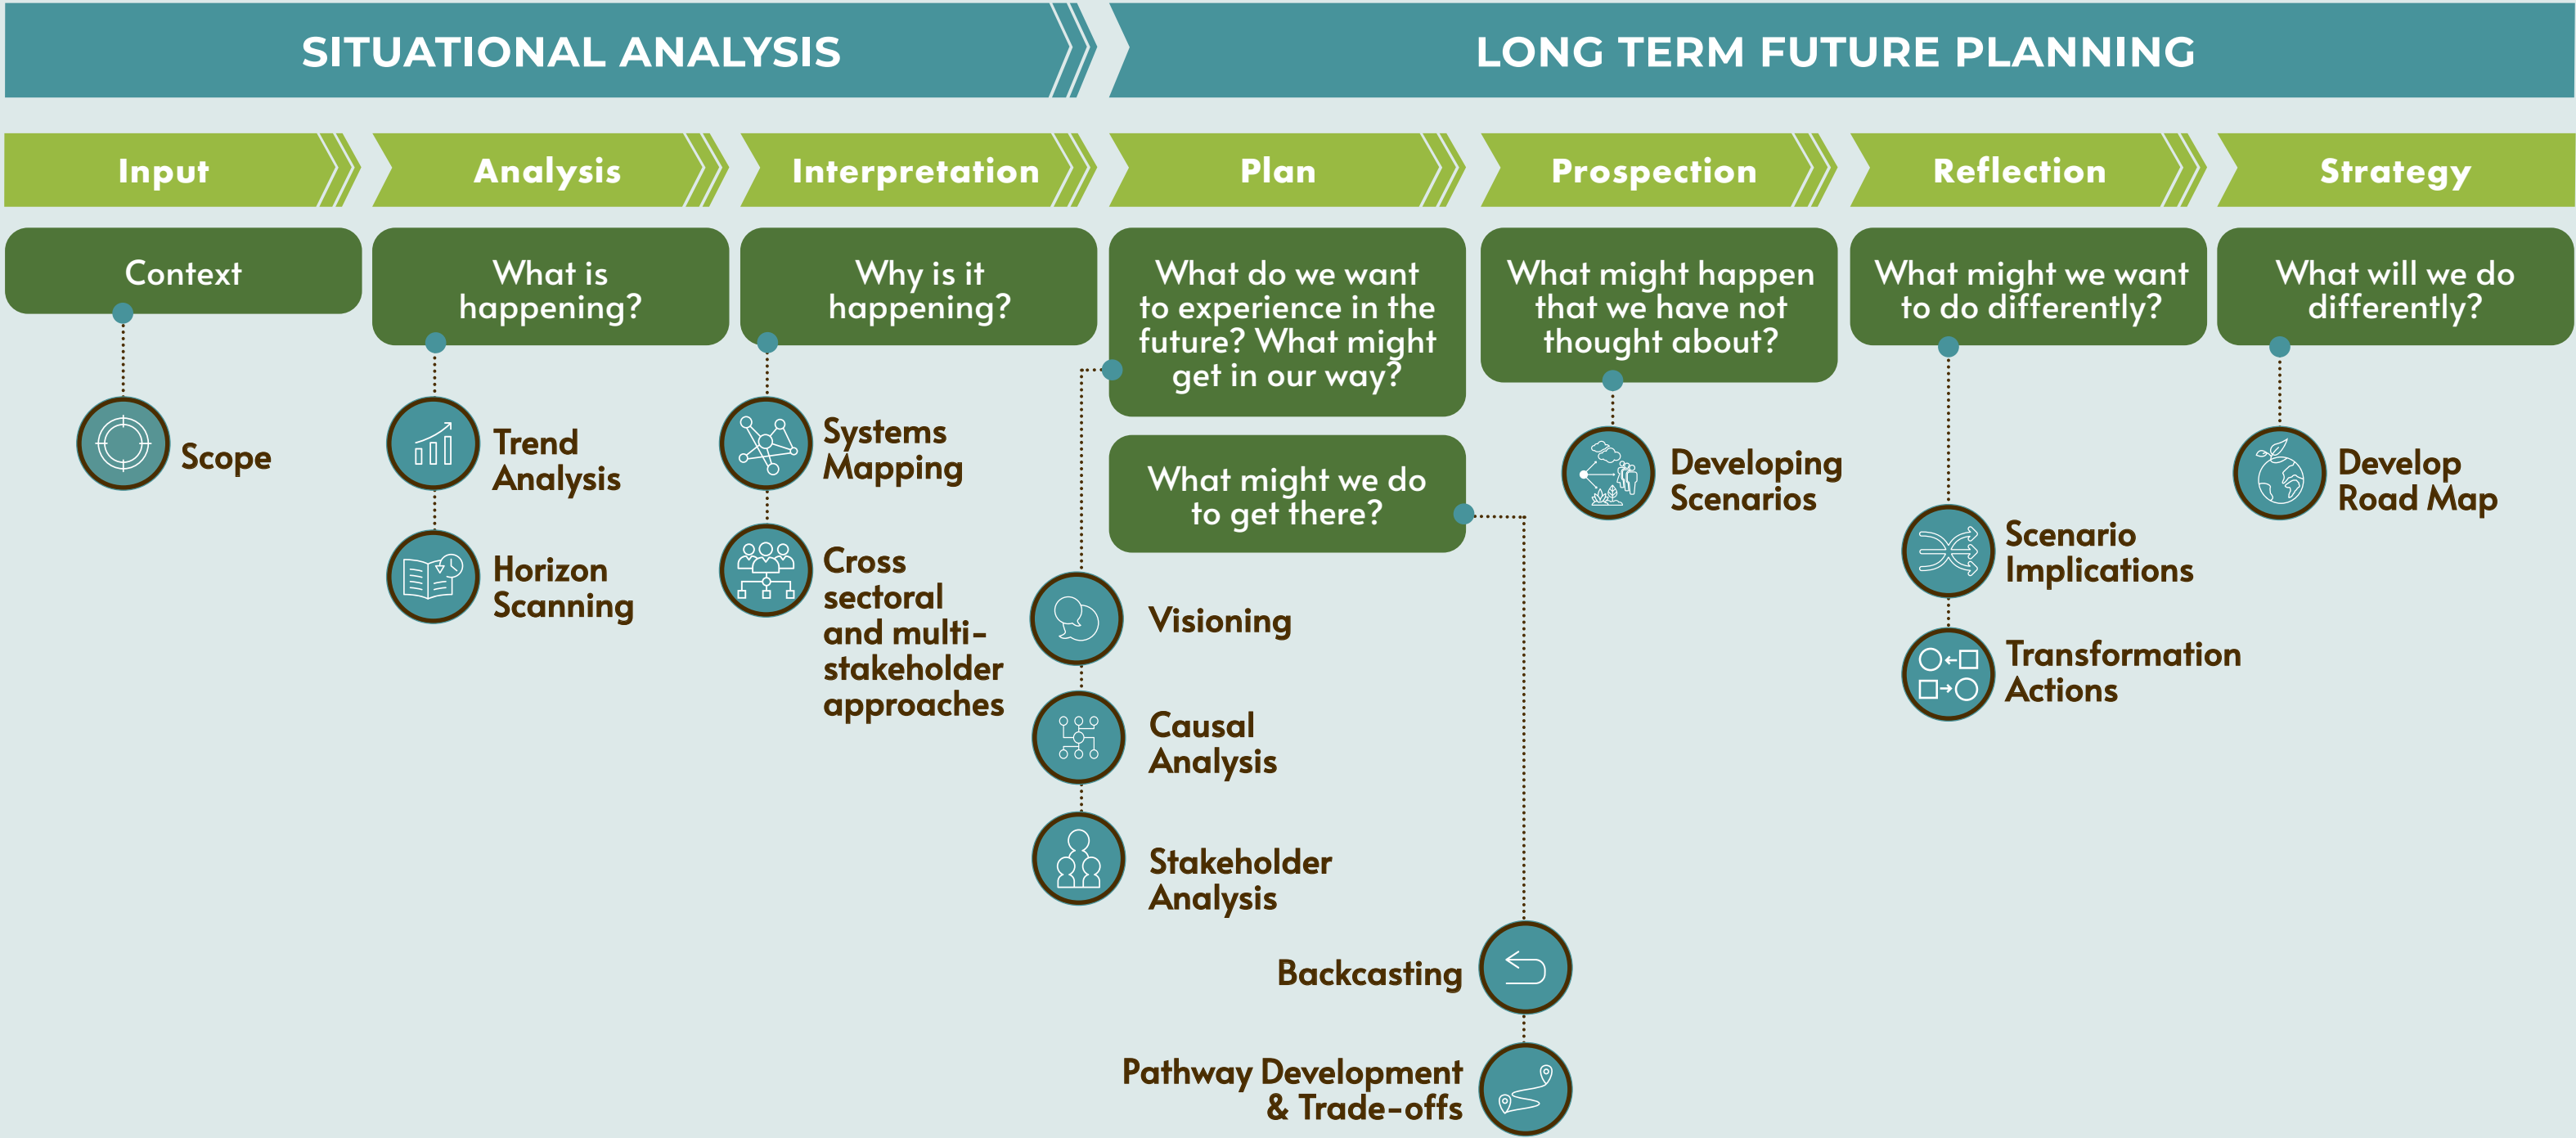 SITUATIONAL ANALYSIS
LONG TERM FUTURE PLANNING
Input
Analysis
Interpretation
Plan
Prospection
Reflection
Strategy
Context
Scope
What is
happening?
Trend
Analysis
Horizon
Scanning
Why is it
happening?
Systems
Mapping
Cross
sectoral
and multi-
stakeholder
approaches
What do we want
to experience in the
future? What might
get in our way?
What might we do
to get there?
Visioning
Causal
Analysis
Stakeholder
Analysis
Backcasting
Pathway Development
& Trade-offs
What might happen
that we have not
thought about?
Developing
Scenarios
What might we want
to do differently?
Scenario
Implications
Transformation
Actions
What will we do
differently?
Develop
Road Map